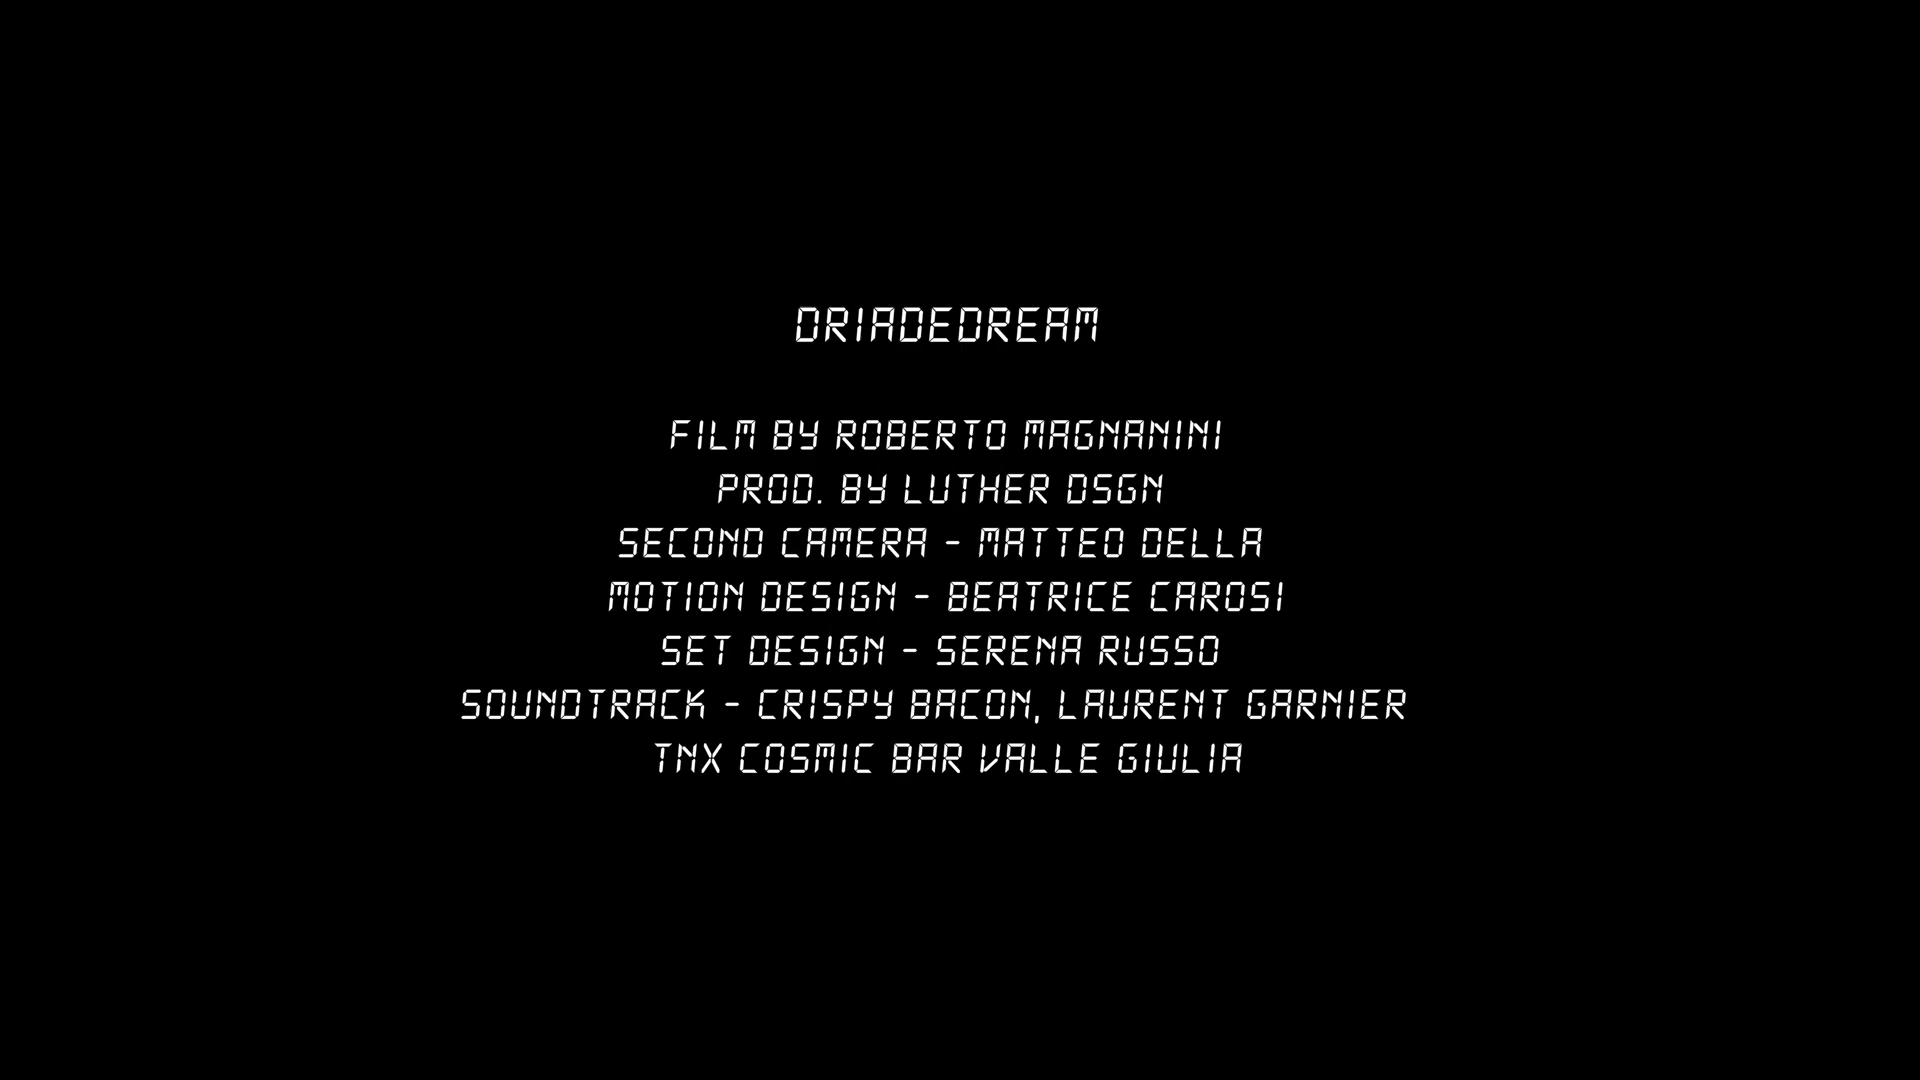 DRIADEDREAM
FILM BY ROBERTO MAGNANINI
PROD. BY LUTHER DSGN
SECOND CAMERA - MATTEO DELLA
MOTION DESIGN - BEATRICE CAROSI
SET DESIGN - SERENA RUSSO
SOUNDTRACK - CRISPY BACON, LAURENT GARNIER
TNX COSMIC BAR VALLE GIULIA